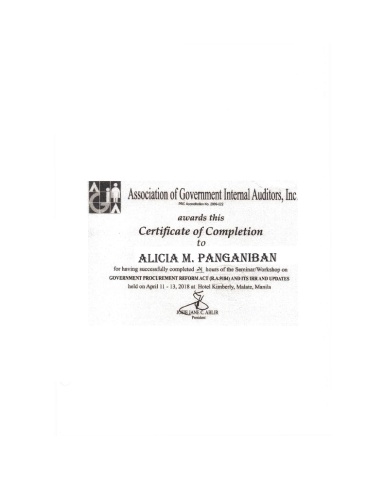 AGIA
Association of Government Internal Auditors, Inc
awards this
Certificate of Completion
to
ALICIA M. PANGANIBAN
for having successfully completed 24 hours of the Seminar/Workshop on
GOVERNMENT PROCUREMENT REFORM ACT (R.A.9184) AND ITS IRR AND UPDATES
held on April 11 - 13, 2018 at Hotel Kimberly, Malate, Manila
President